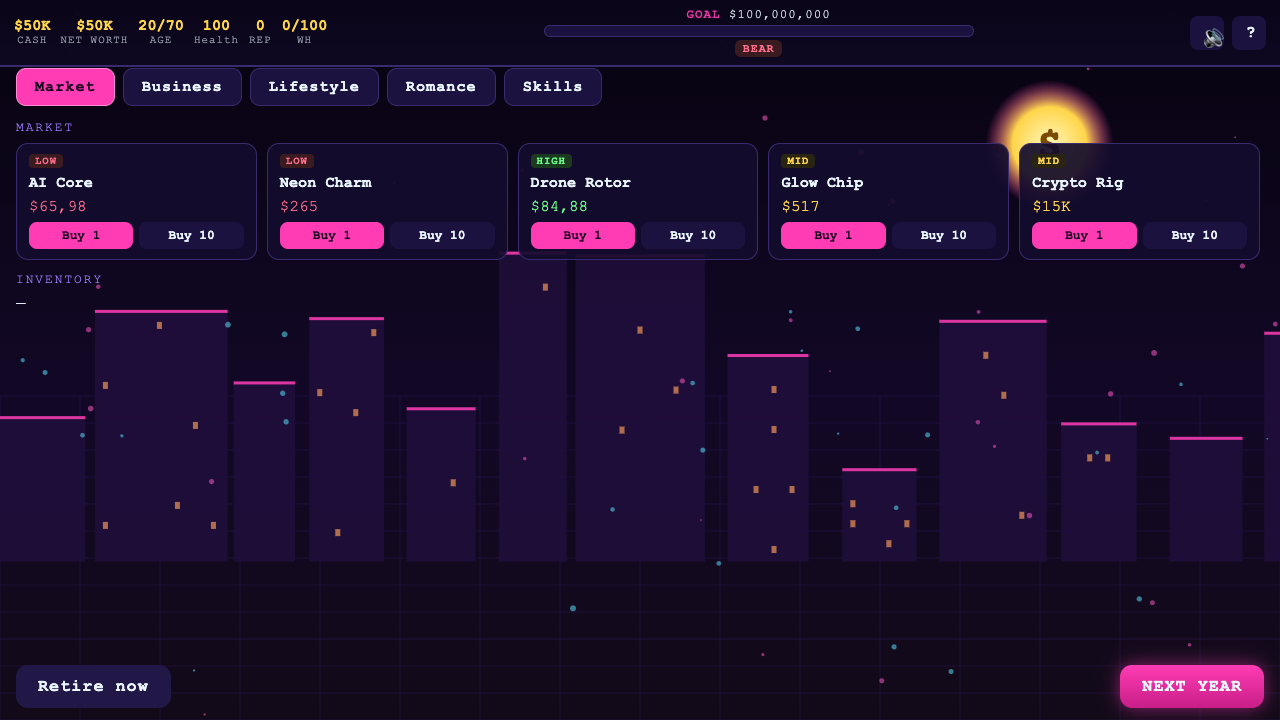 $50K $50K 20/70 100 0 0/100
CASH NET WORTH AGE Health REP WH
GOAL $100,000,000
BEAR
?
Market Business Lifestyle Romance Skills
$
MARKET
LOW LOW HIGH MID MID
AI Core Neon Charm Drone Rotor Glow Chip Crypto Rig
$65,98 $265 $84,88 $517 $15K
Buy 1 Buy 10 Buy 1 Buy 10 Buy 1 Buy 10 Buy 1 Buy 10 Buy 1 Buy 10
INVENTORY
—
Retire now NEXT YEAR